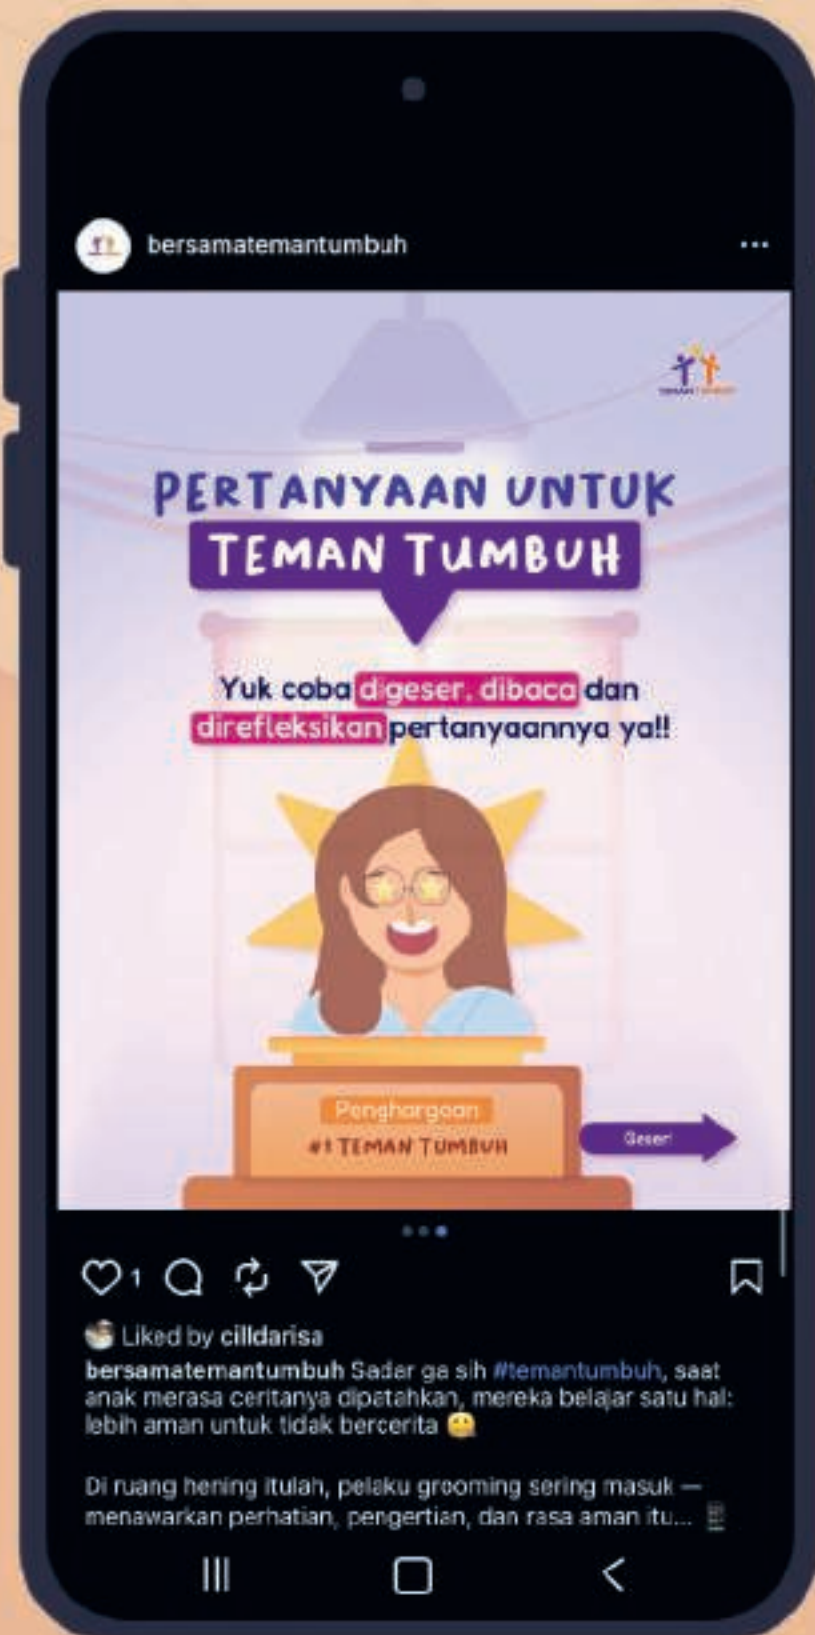 bersamatemantumbuh
TEMAN TUMBUH
PERTANYAAN UNTUK
TEMAN TUMBUH
Yuk coba digeser, dibaca dan
direfleksikan pertanyaannya ya!!
Penghargaan
#1 TEMAN TUMBUH
Geser!
1
Liked by cilldarisa
bersamatemantumbuh Sadar ga sih #temantumbuh, saat
anak merasa ceritanya dipatahkan, mereka belajar satu hal:
lebih aman untuk tidak bercerita 🤐
Di ruang hening itulah, pelaku grooming sering masuk —
menawarkan perhatian, pengertian, dan rasa aman itu...